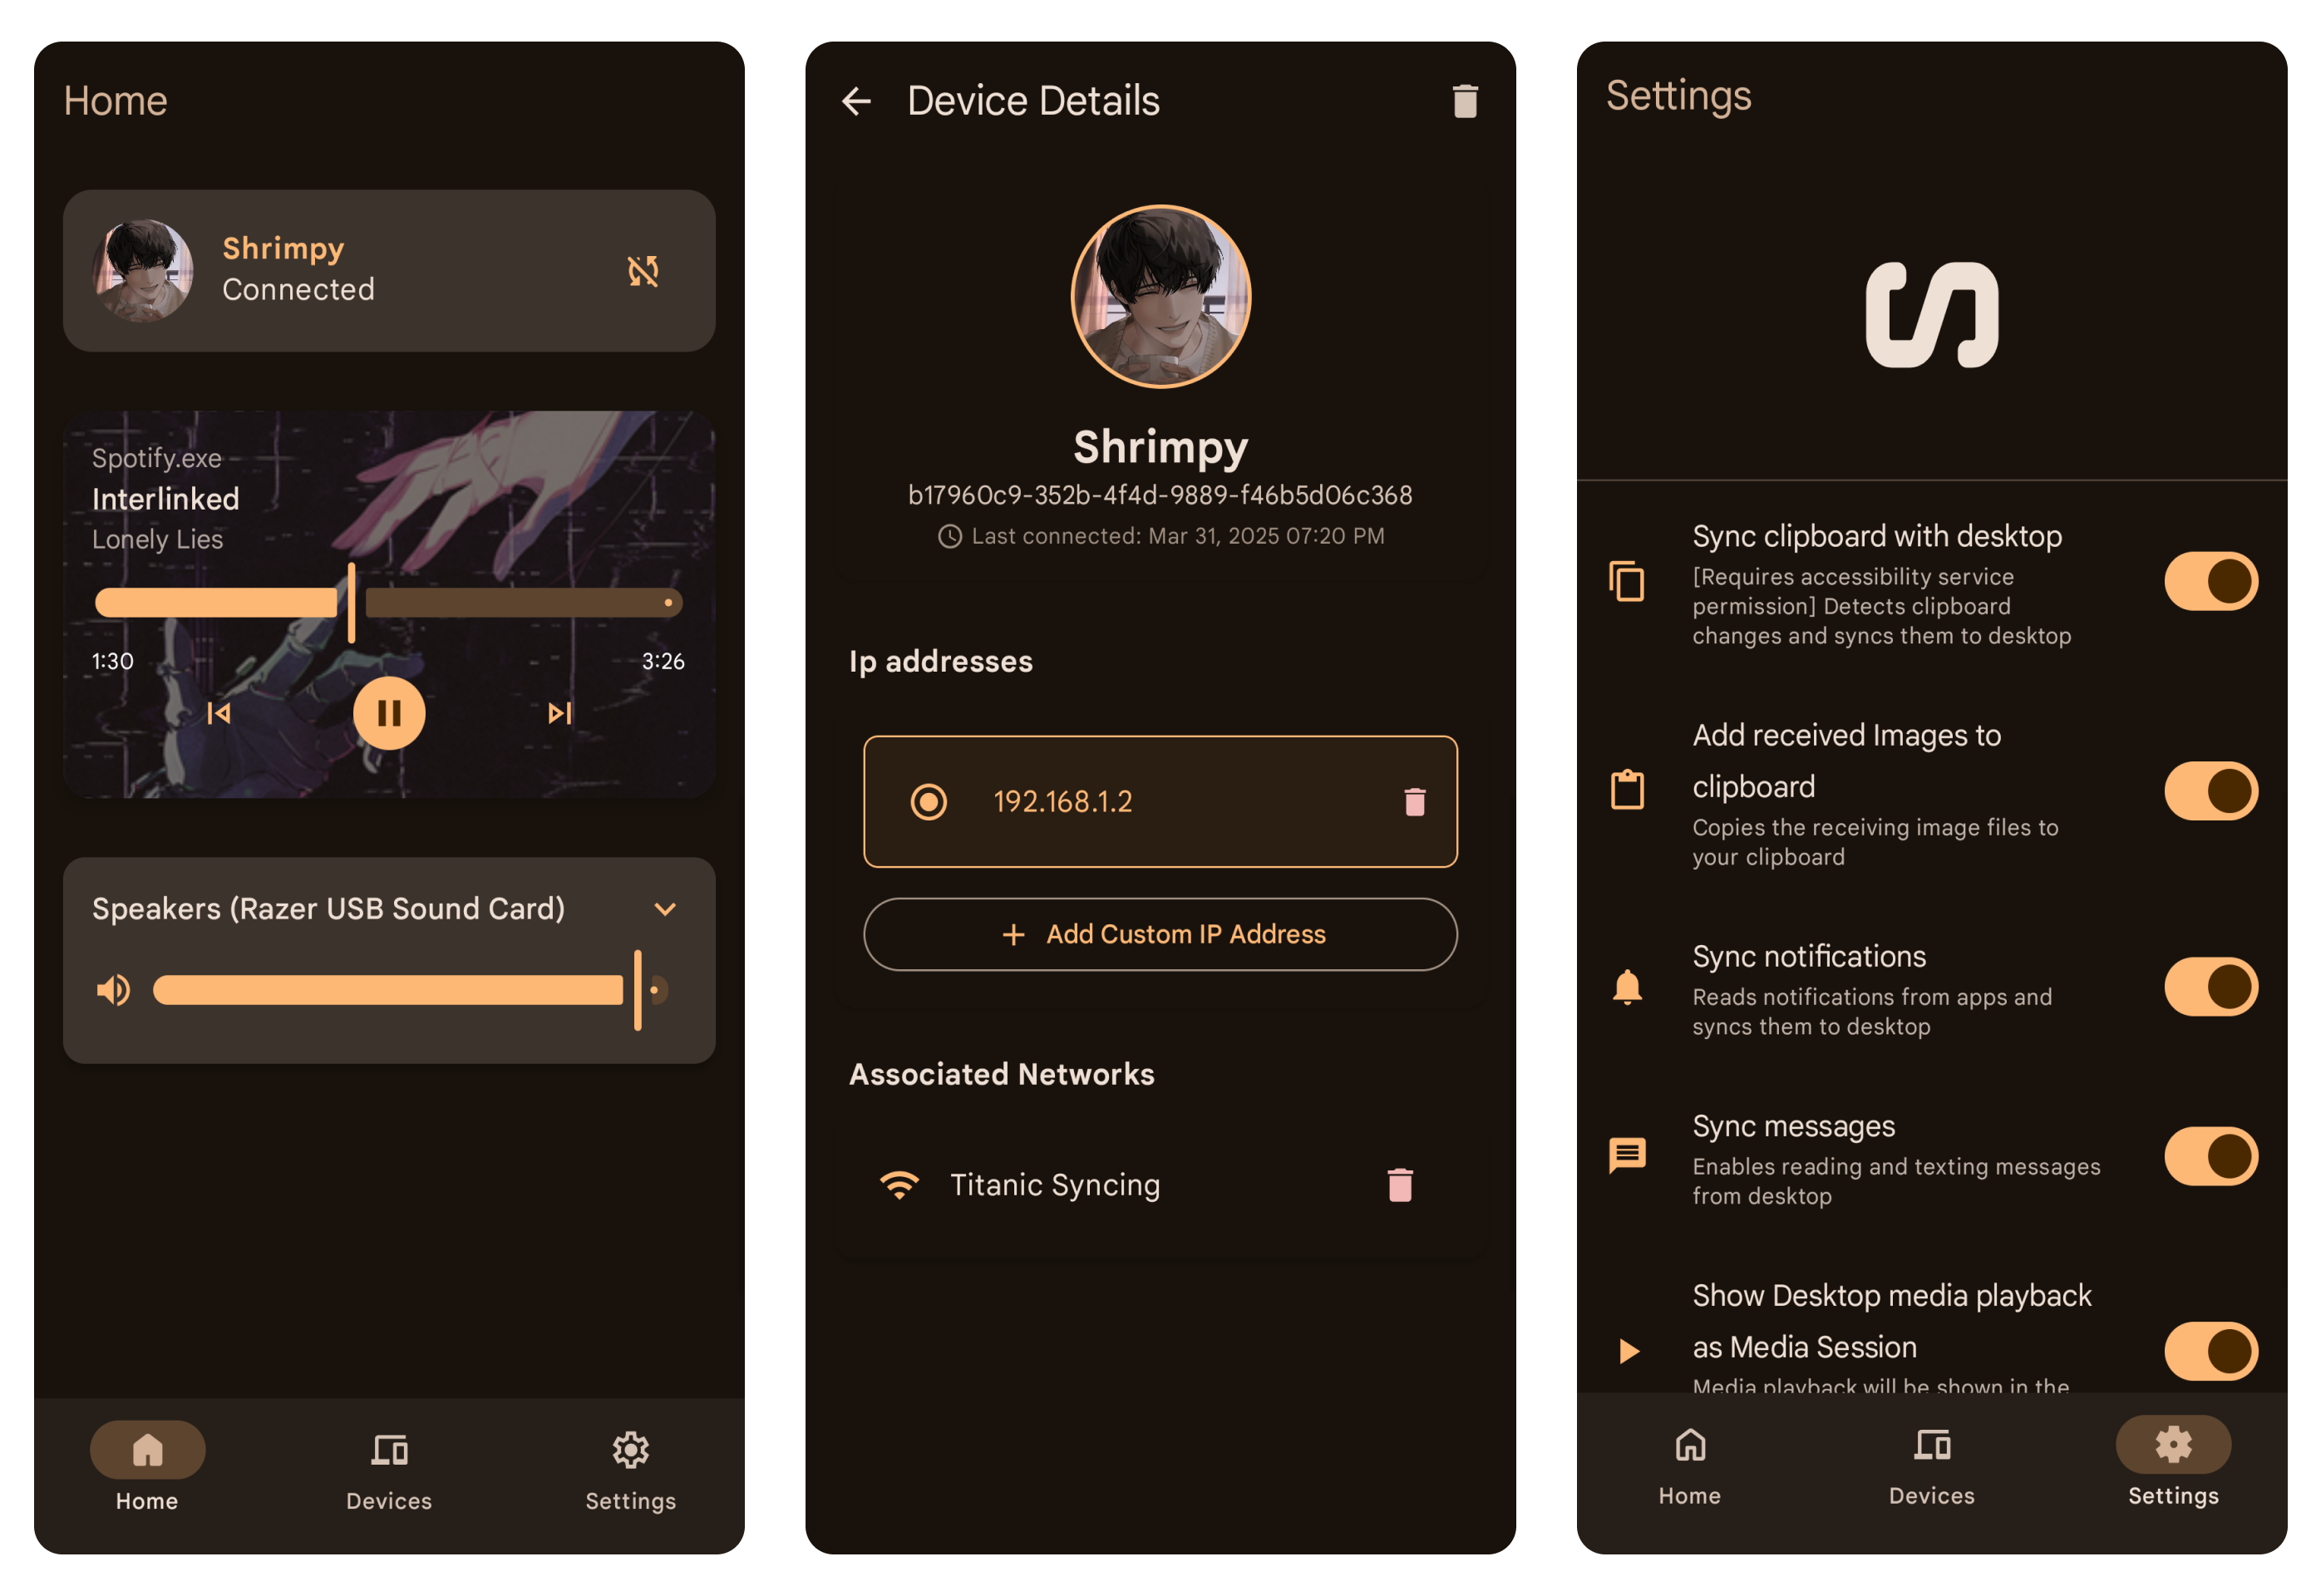 Home
Shrimpy
Connected
Spotify.exe
Interlinked
Lonely Lies
1:30
3:26
Speakers (Razer USB Sound Card)
Home
Devices
Settings
Device Details
Shrimpy
b17960c9-352b-4f4d-9889-f46b5d06c368
Last connected: Mar 31, 2025 07:20 PM
Ip addresses
192.168.1.2
Add Custom IP Address
Associated Networks
Titanic Syncing
Settings
Sync clipboard with desktop
[Requires accessibility service
permission] Detects clipboard
changes and syncs them to desktop
Add received Images to
clipboard
Copies the receiving image files to
your clipboard
Sync notifications
Reads notifications from apps and
syncs them to desktop
Sync messages
Enables reading and texting messages
from desktop
Show Desktop media playback
as Media Session
Media playback will be shown in the
Home
Devices
Settings